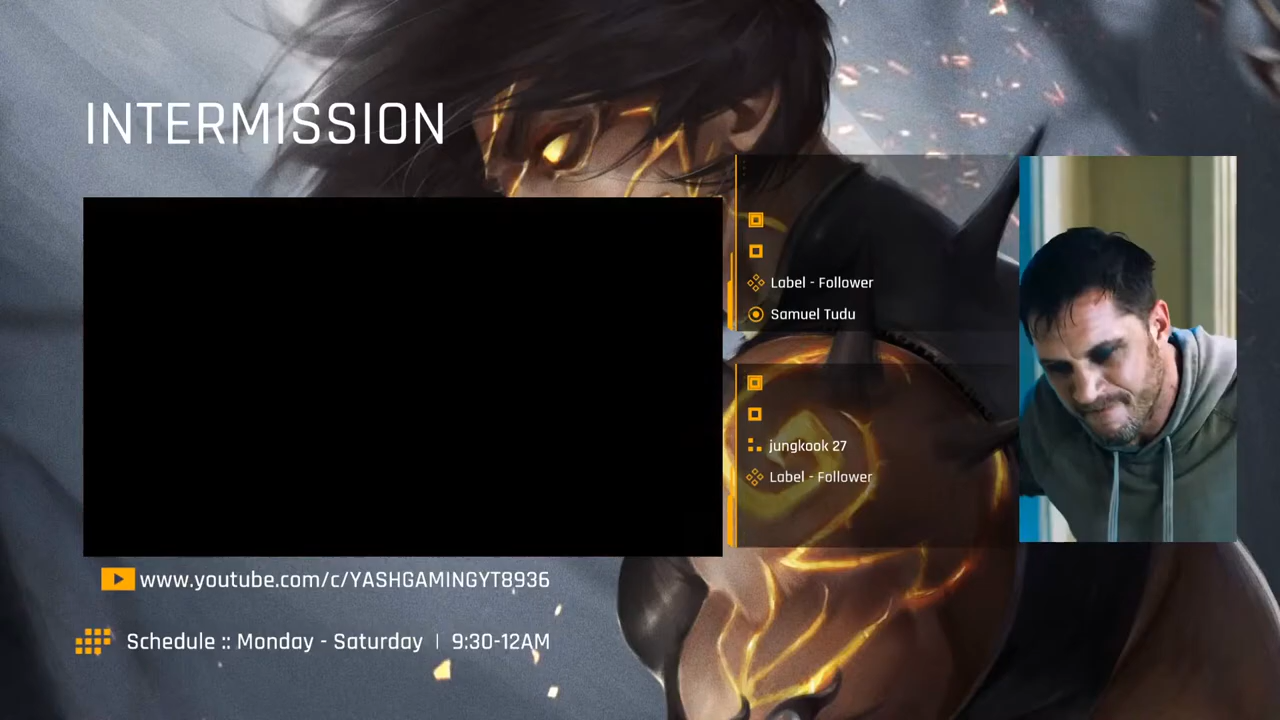 INTERMISSION
Label - Follower
Samuel Tudu
jungkook 27
Label - Follower
www.youtube.com/c/YASHGAMINGYT8936
Schedule :: Monday - Saturday | 9:30-12AM